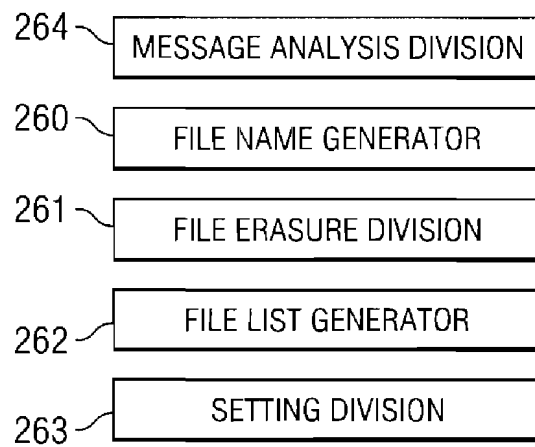 264 MESSAGE ANALYSIS DIVISION
260 FILE NAME GENERATOR
261 FILE ERASURE DIVISION
262 FILE LIST GENERATOR
263 SETTING DIVISION